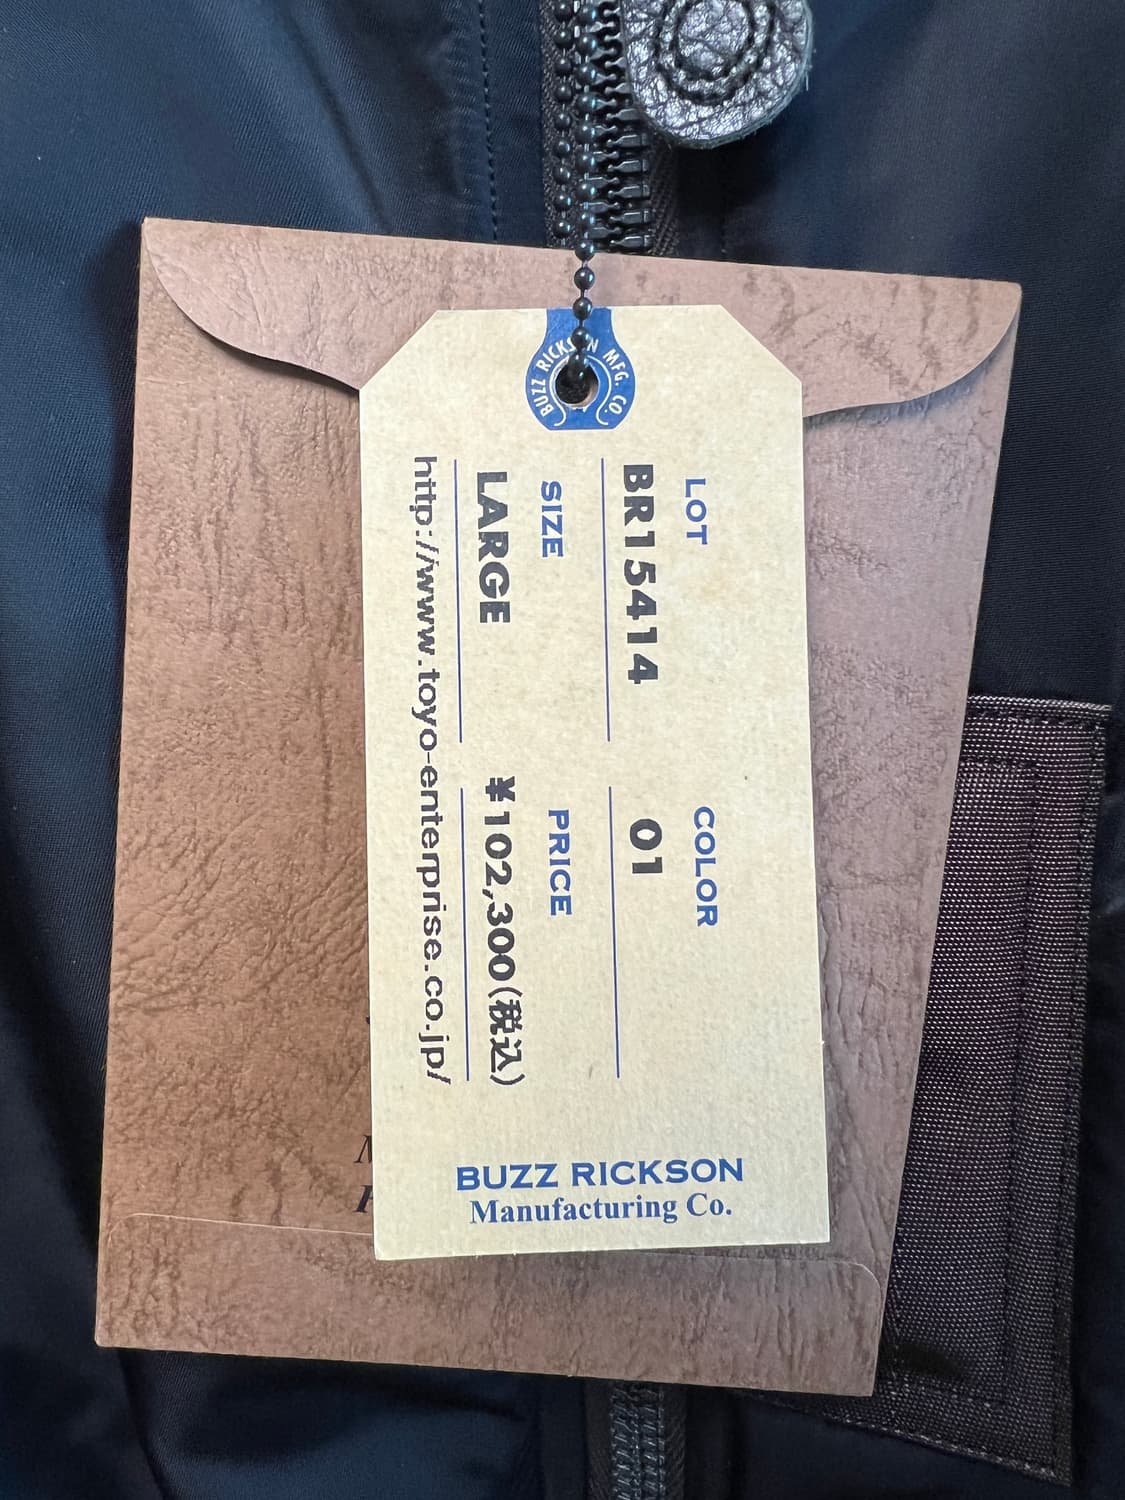 BUZZ RICKSON MFG. CO.
LOT
BR15414
COLOR
01
SIZE
LARGE
PRICE
¥102,300(税込)
http://www.toyo-enterprise.co.jp/
BUZZ RICKSON
Manufacturing Co.